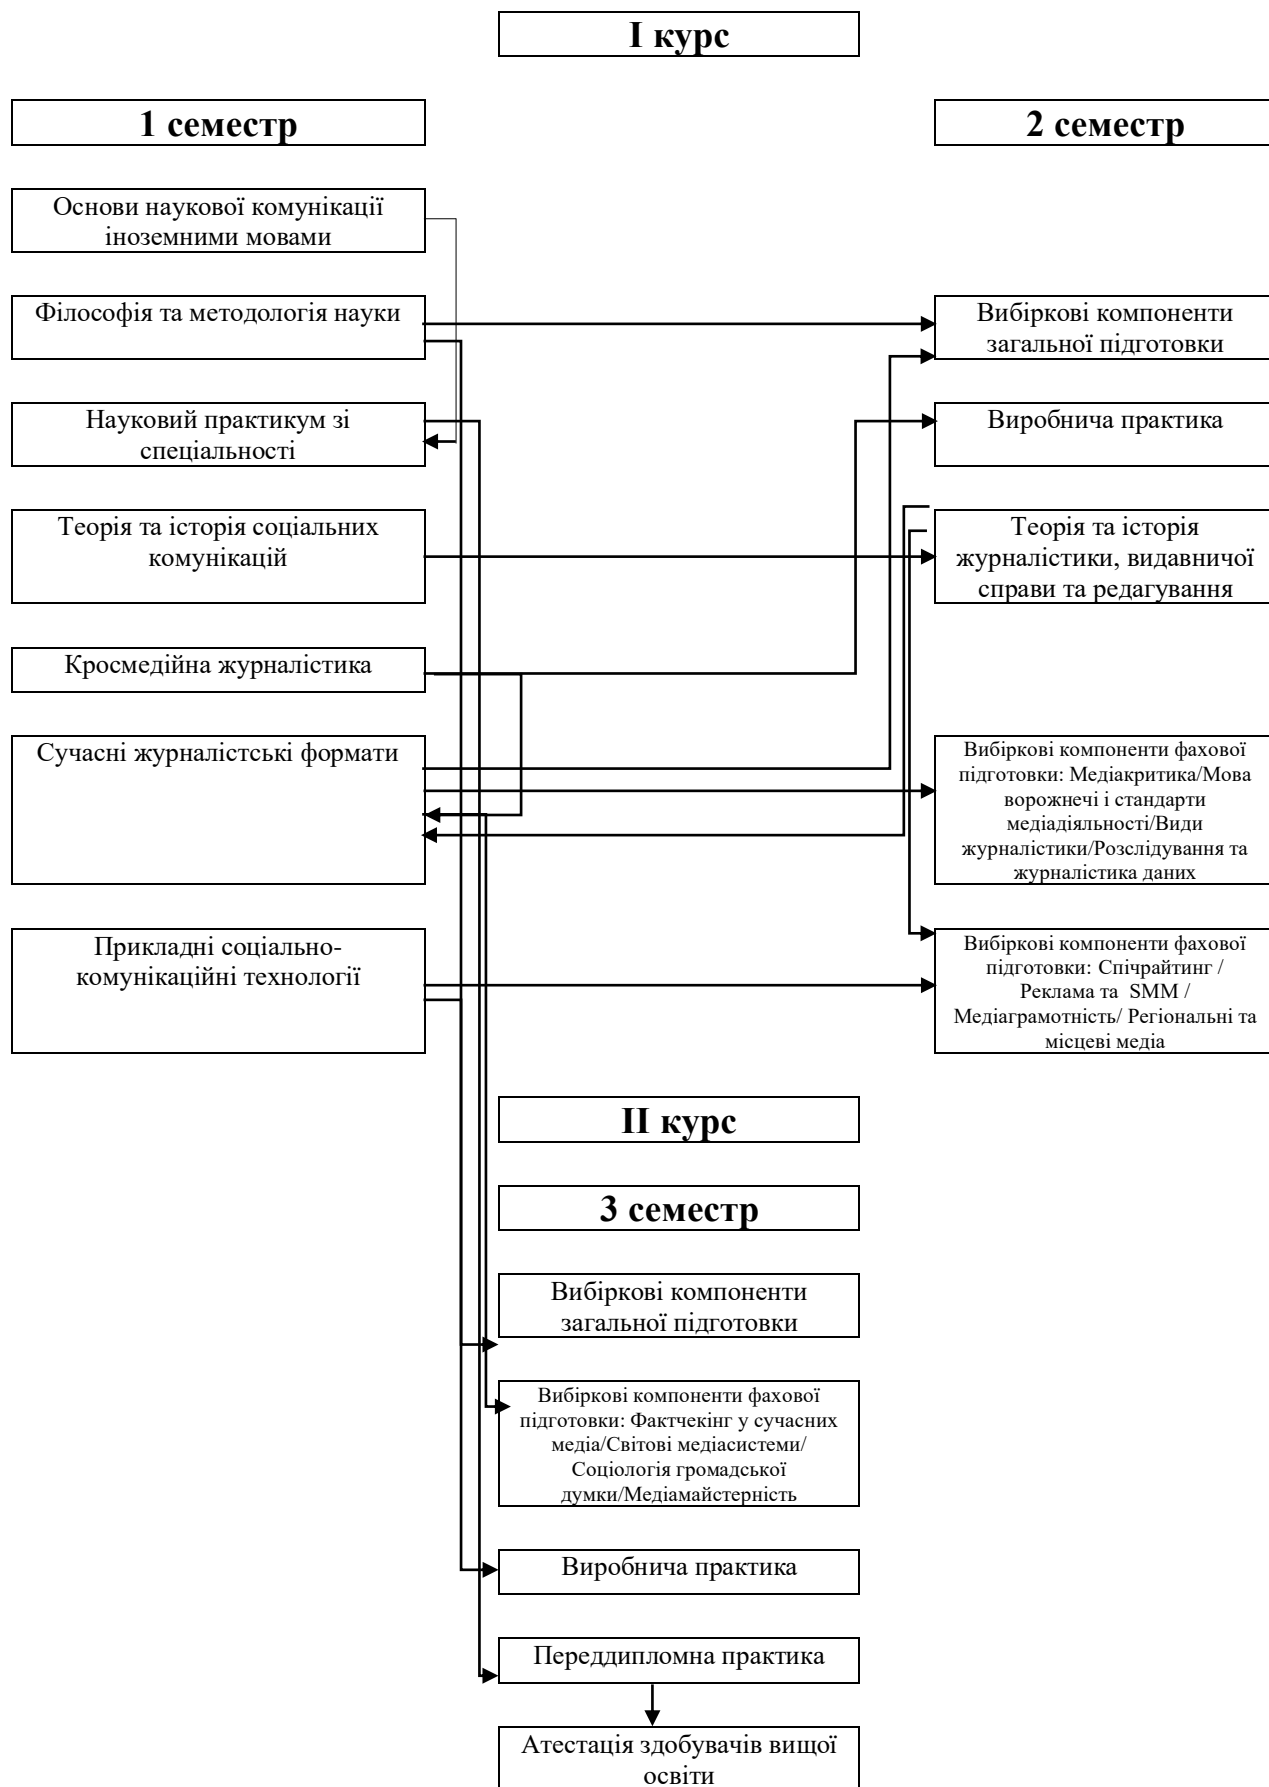 І курс
1 семестр
2 семестр
Основи наукової комунікації
іноземними мовами
Філософія та методологія науки
Вибіркові компоненти
загальної підготовки
Науковий практикум зі
спеціальності
Виробнича практика
Теорія та історія соціальних
комунікацій
Теорія та історія
журналістики, видавничої
справи та редагування
Кросмедійна журналістика
Сучасні журналістські формати
Вибіркові компоненти фахової
підготовки: Медіакритика/Мова
ворожнечі і стандарти
медіадіяльності/Види
журналістики/Розслідування та
журналістика даних
Прикладні соціально-
комунікаційні технології
Вибіркові компоненти фахової
підготовки: Спічрайтинг /
Реклама та SMM /
Медіаграмотність/ Регіональні та
місцеві медіа
ІІ курс
3 семестр
Вибіркові компоненти
загальної підготовки
Вибіркові компоненти фахової
підготовки: Фактчекінг у сучасних
медіа/Світові медіасистеми/
Соціологія громадської
думки/Медіамайстерність
Виробнича практика
Переддипломна практика
Атестація здобувачів вищої
освіти